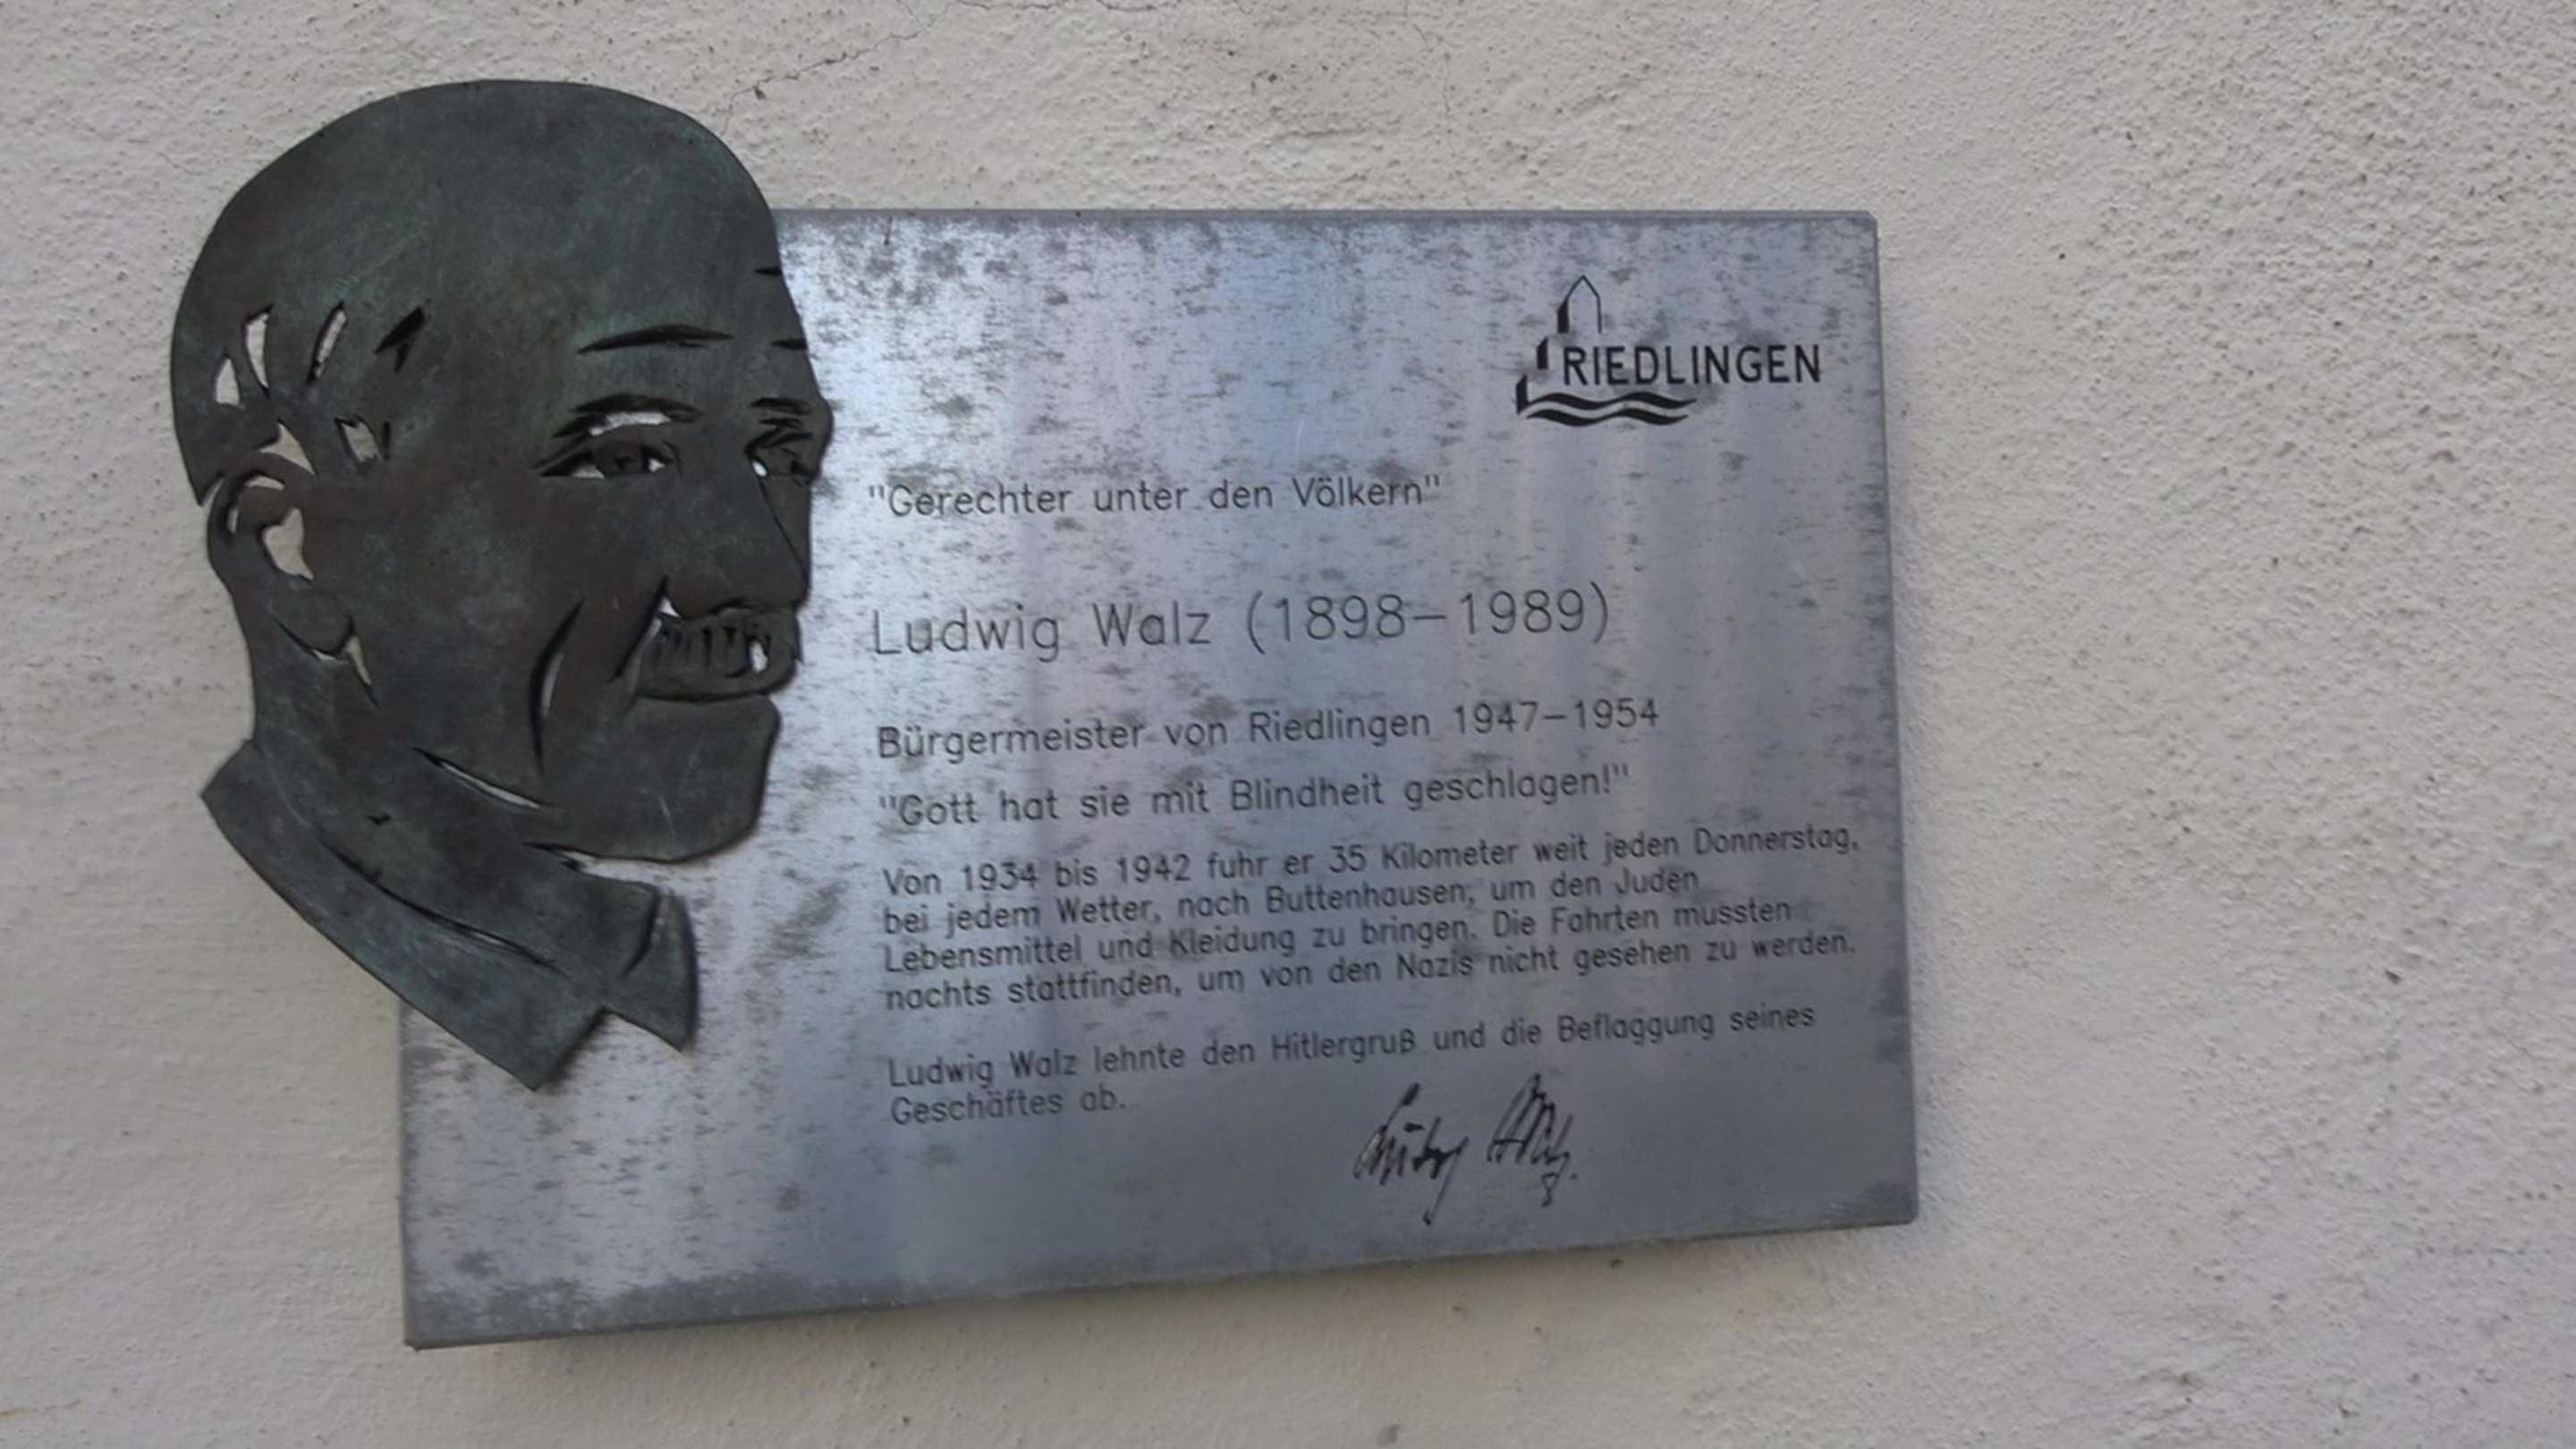 RIEDLINGEN
"Gerechter unter den Völkern"
Ludwig Walz (1898-1989)
Bürgermeister von Riedlingen 1947-1954
"Gott hat sie mit Blindheit geschlagen!"
Von 1934 bis 1942 fuhr er 35 Kilometer weit jeden Donnerstag,
bei jedem Wetter, nach Buttenhausen, um den Juden
Lebensmittel und Kleidung zu bringen. Die Fahrten mussten
nachts stattfinden, um von den Nazis nicht gesehen zu werden.
Ludwig Walz lehnte den Hitlergruß und die Beflaggung seines
Geschäftes ab.